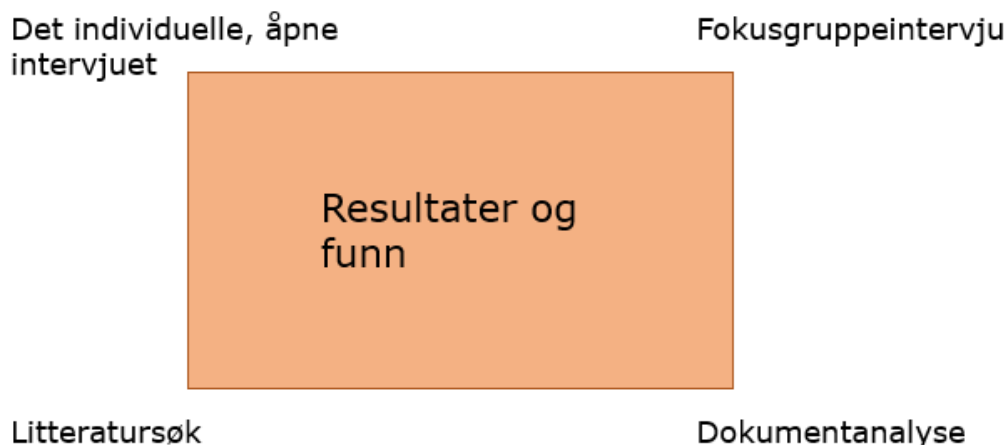 Det individuelle, åpne
intervjuet
Fokusgruppeintervju
Resultater og
funn
Litteratursøk
Dokumentanalyse